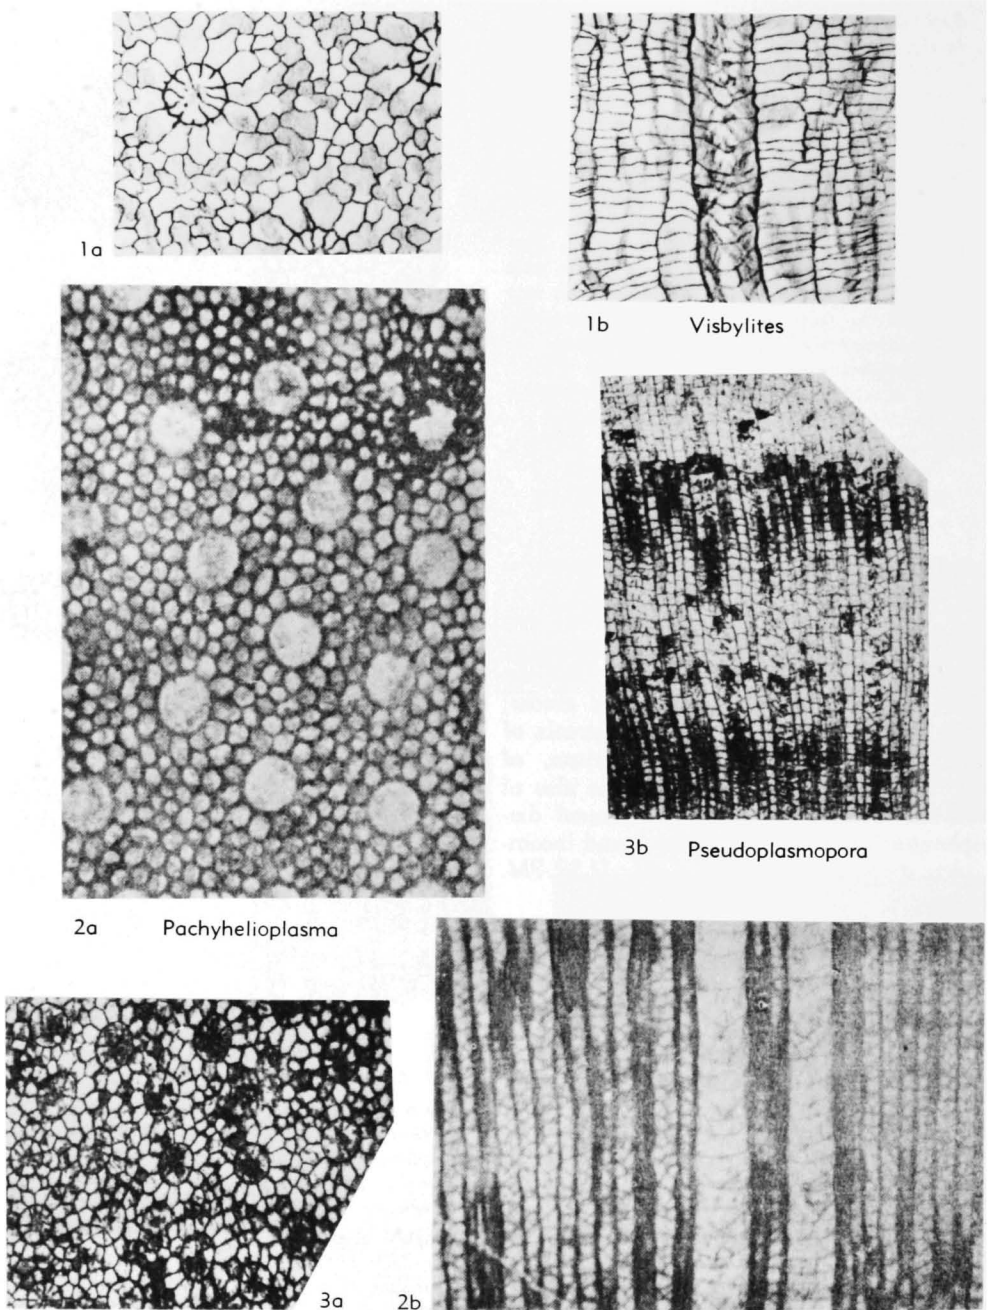 1a
1b Visbylites
3b Pseudoplasmopora
2a Pachyhelioplasma
3a 2b